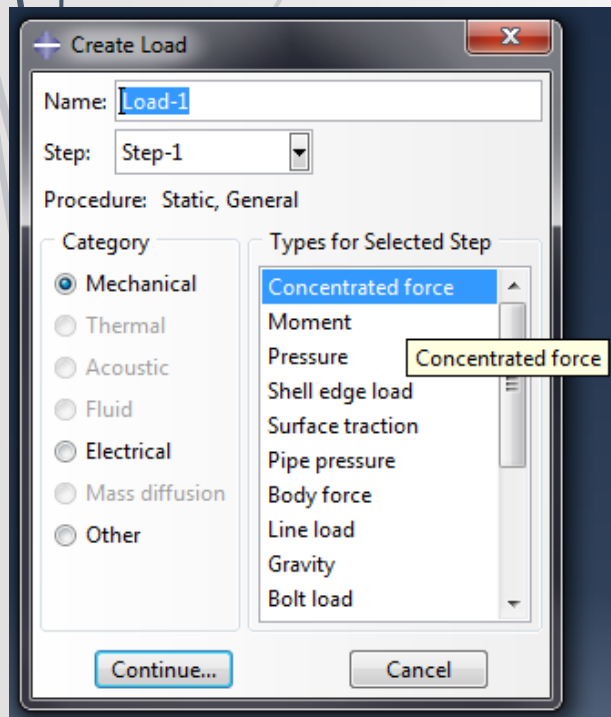 Create Load
Name: Load-1
Step: Step-1
Procedure: Static, General
Category
Mechanical
Thermal
Acoustic
Fluid
Electrical
Mass diffusion
Other
Types for Selected Step
Concentrated force
Moment
Pressure
Concentrated force
Shell edge load
Surface traction
Pipe pressure
Body force
Line load
Gravity
Bolt load
Continue...
Cancel